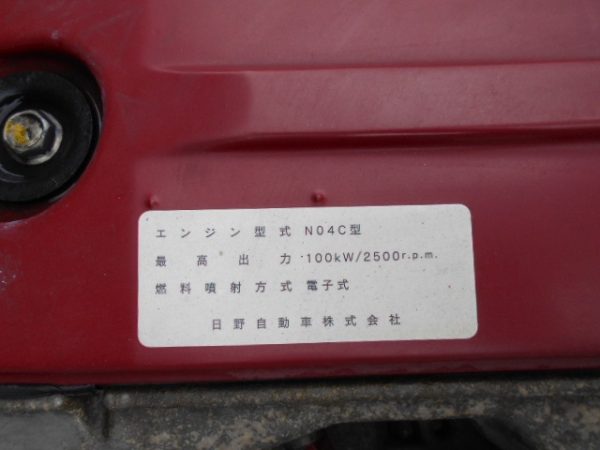 エンジン型式 N04C型
最高出力 100kW/2500r.p.m.
燃料噴射方式 電子式
日野自動車株式会社